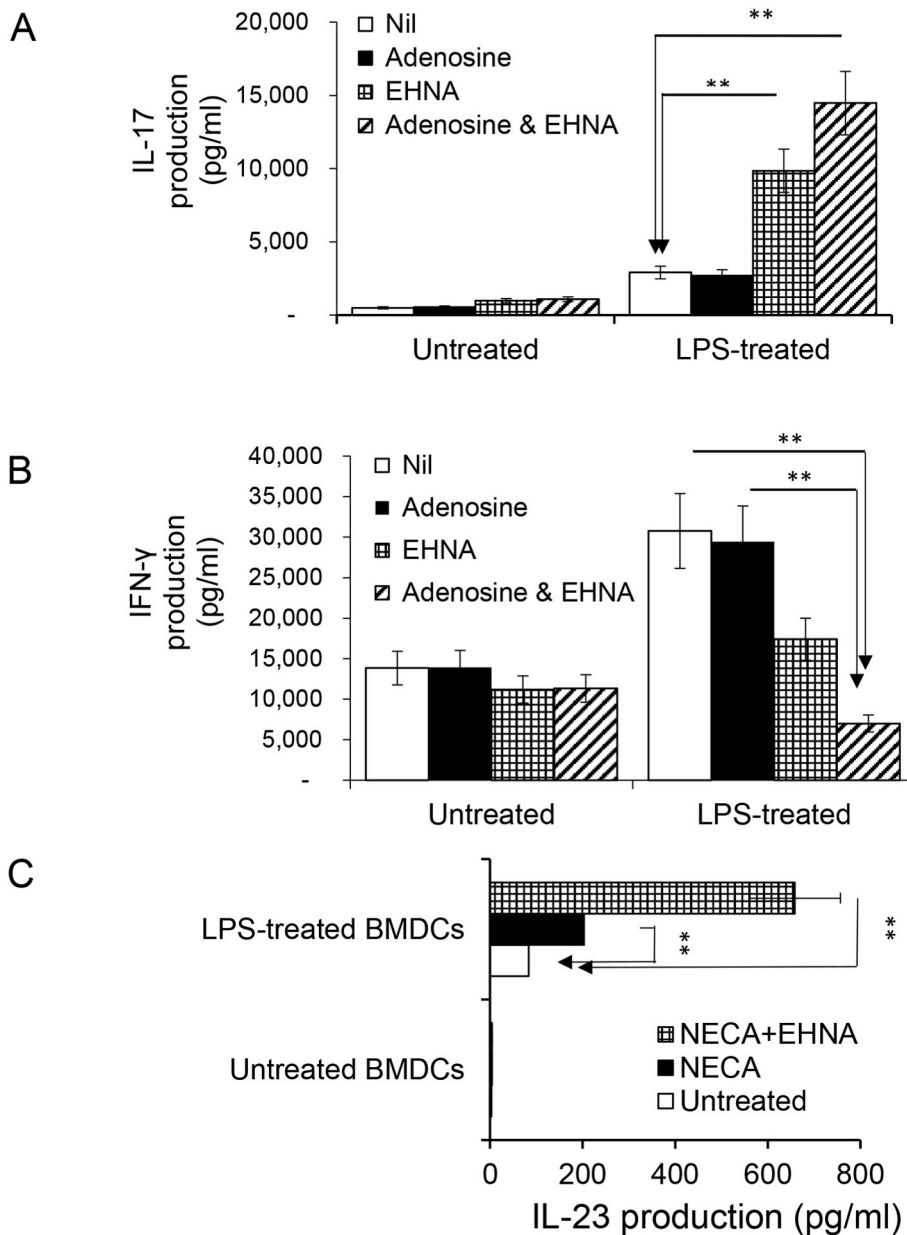 A
IL-17
production
(pg/ml)
20,000
15,000
10,000
5,000
-
Nil
Adenosine
EHNA
Adenosine & EHNA
**
**
Untreated
LPS-treated
B
IFN-γ
production
(pg/ml)
40,000
35,000
30,000
25,000
20,000
15,000
10,000
5,000
-
Nil
Adenosine
EHNA
Adenosine & EHNA
**
**
Untreated
LPS-treated
C
LPS-treated BMDCs
**
**
Untreated BMDCs
NECA+EHNA
NECA
Untreated
0 200 400 600 800
IL-23 production (pg/ml)